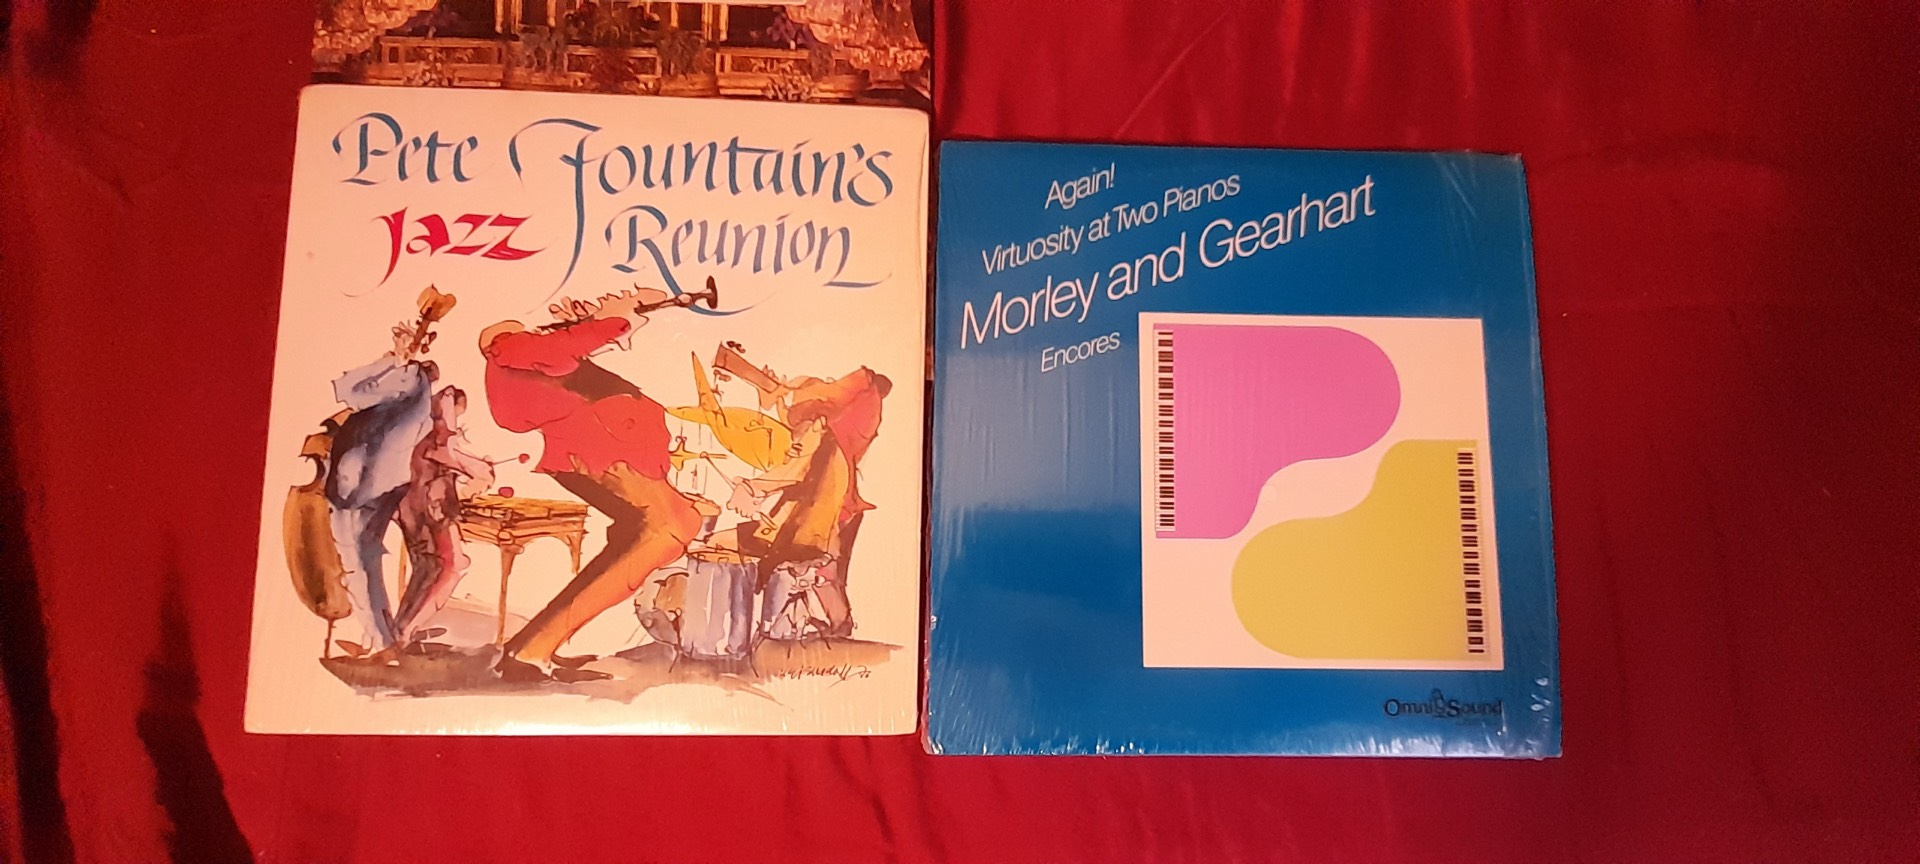 Pete Fountain's
Jazz Reunion
Again!
Virtuosity at Two Pianos
Morley and Gearhart
Encores
OmniSound